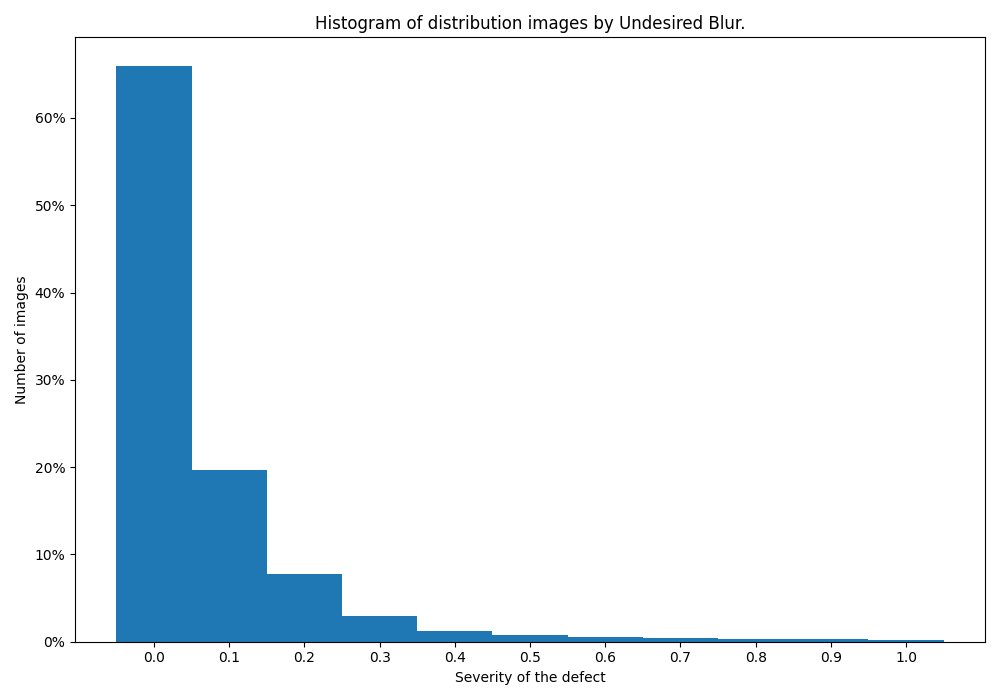 Histogram of distribution images by Undesired Blur.
Number of images
60%
50%
40%
30%
20%
10%
0%
0.0 0.1 0.2 0.3 0.4 0.5 0.6 0.7 0.8 0.9 1.0
Severity of the defect